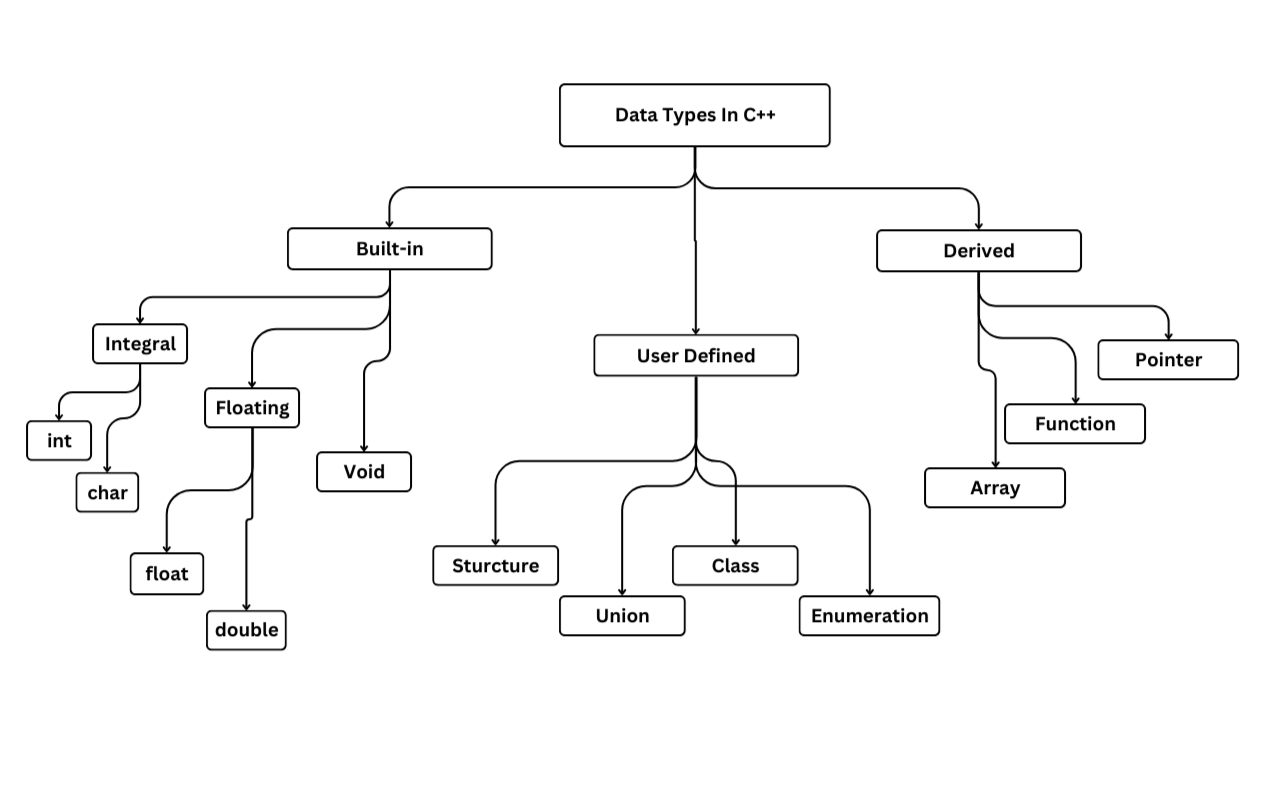 Data Types In C++
Built-in
Derived
Integral
User Defined
Pointer
Floating
Function
int
Void
char
Array
Sturcture
Class
float
Union
Enumeration
double